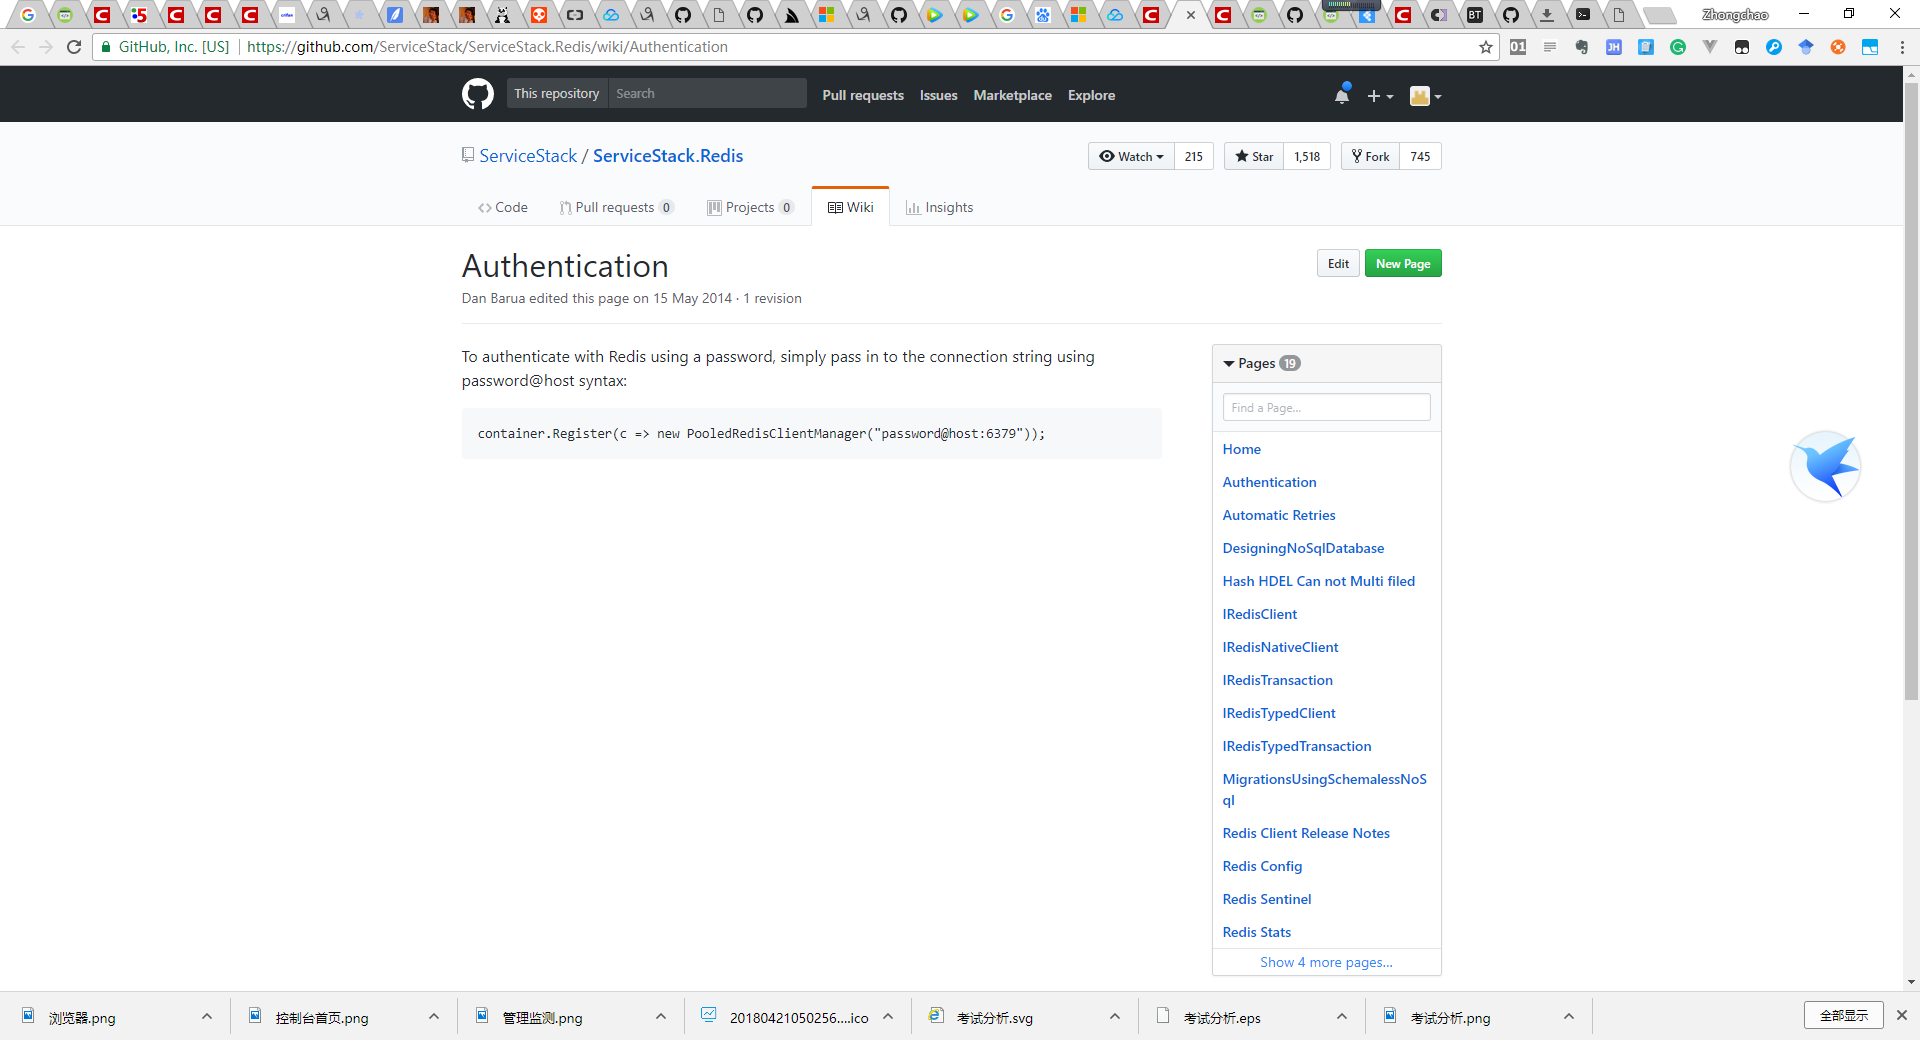 Zhongchao
GitHub, Inc. [US] https://github.com/ServiceStack/ServiceStack.Redis/wiki/Authentication
01
JH
BT
This repository Search Pull requests Issues Marketplace Explore
ServiceStack / ServiceStack.Redis
Watch 215 Star 1,518 Fork 745
Code Pull requests 0 Projects 0 Wiki Insights
Authentication
Edit New Page
Dan Barua edited this page on 15 May 2014 · 1 revision
To authenticate with Redis using a password, simply pass in to the connection string using
password@host syntax:
container.Register(c => new PooledRedisClientManager("password@host:6379"));
Pages 19
Find a Page...
Home
Authentication
Automatic Retries
DesigningNoSqlDatabase
Hash HDEL Can not Multi filed
IRedisClient
IRedisNativeClient
IRedisTransaction
IRedisTypedClient
IRedisTypedTransaction
MigrationsUsingSchemalessNoS
ql
Redis Client Release Notes
Redis Config
Redis Sentinel
Redis Stats
Show 4 more pages...
浏览器.png 控制台首页.png 管理监测.png 20180421050256....ico 考试分析.svg 考试分析.eps 考试分析.png 全部显示